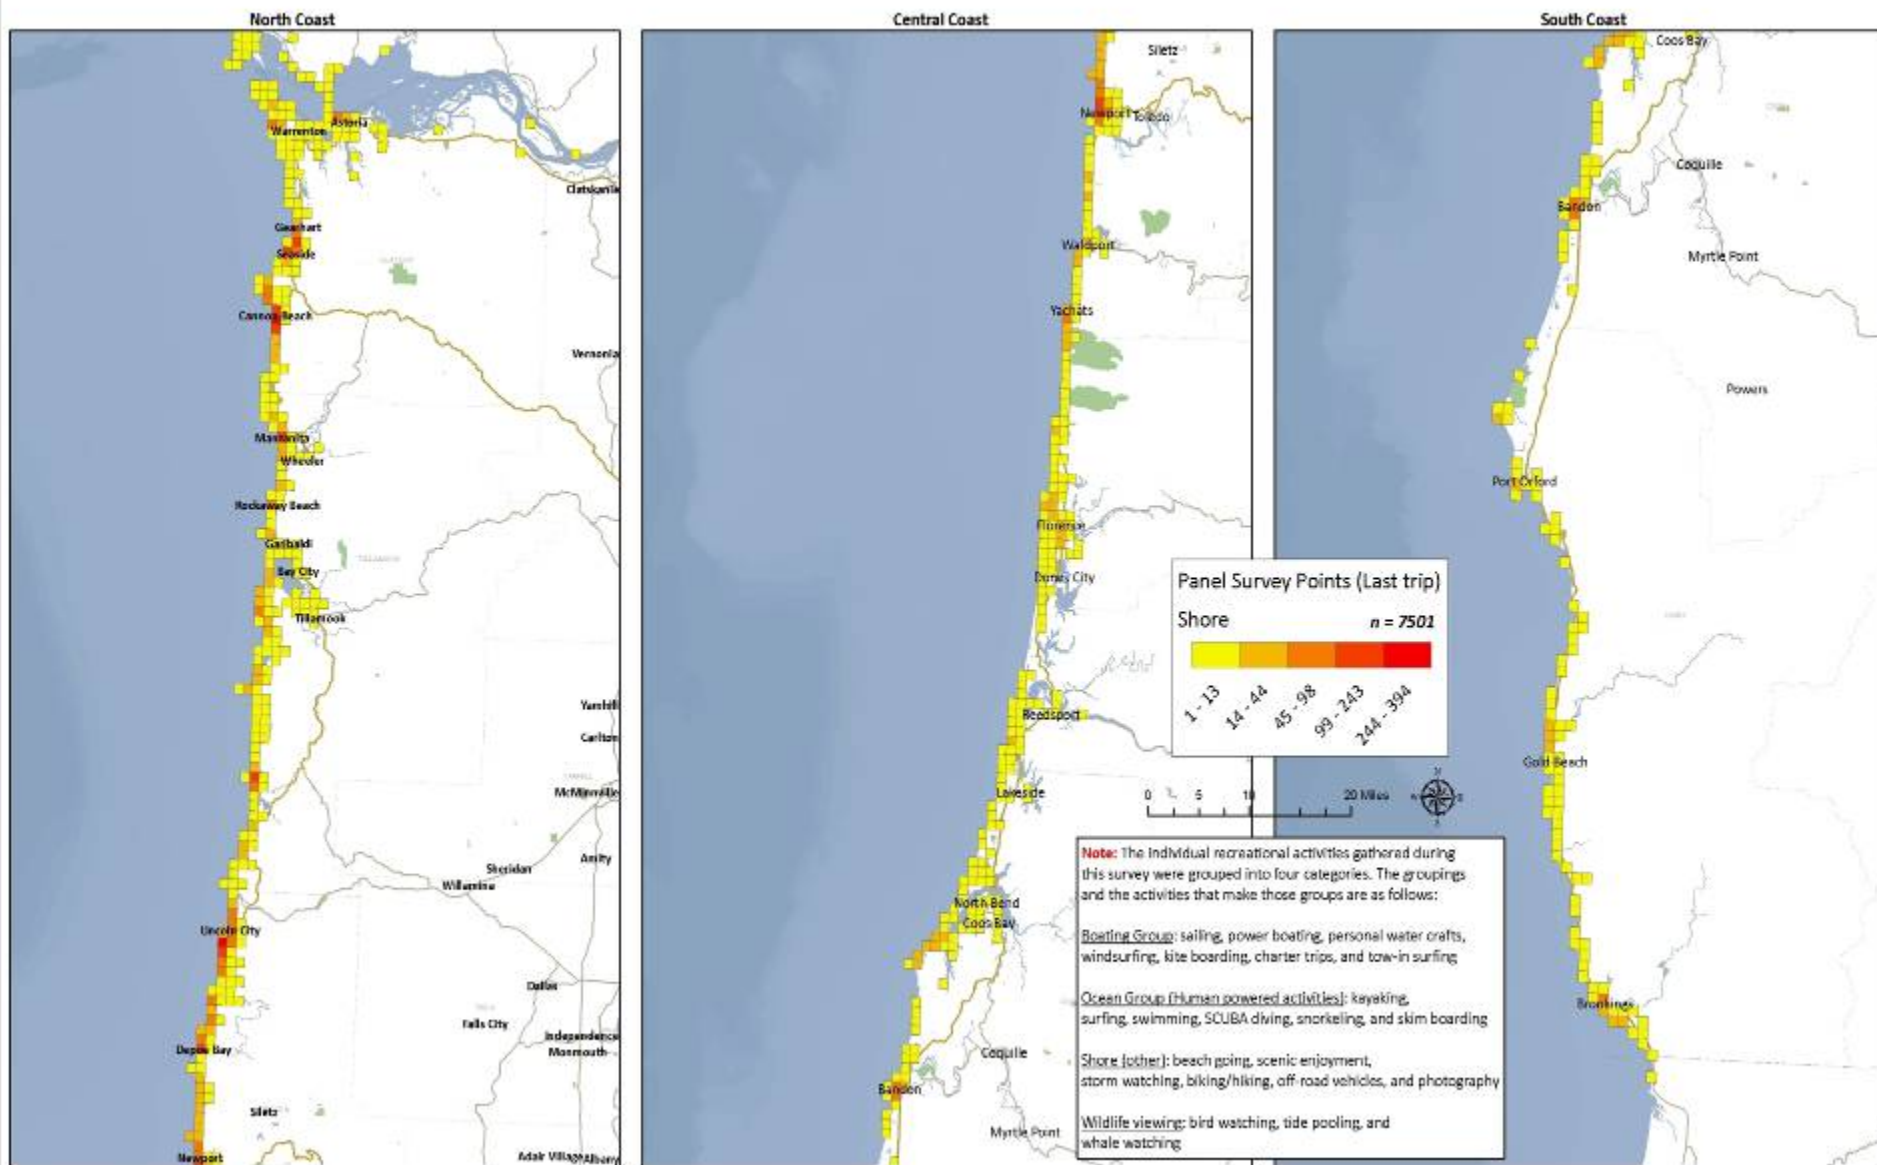 North Coast
Astoria
Warrenton
Clatskanie
Gearhart
Seaside
Cannon Beach
Vernonia
Manzanita
Wheeler
Rockaway Beach
Garibaldi
Bay City
Tillamook
Yamhill
Carlton
McMinnville
Amity
Sheridan
Willamina
Lincoln City
Dallas
Falls City
Independence
Monmouth
Depoe Bay
Siletz
Newport
Adair Village
Albany
Central Coast
Siletz
Newport
Toledo
Waldport
Yachats
Florence
Dunes City
Reedsport
Lakeside
North Bend
Coos Bay
Coquille
Bandon
Myrtle Point
South Coast
Coos Bay
Coquille
Bandon
Myrtle Point
Powers
Port Orford
Gold Beach
Brookings
Panel Survey Points (Last trip)
Shore n = 7501
1 - 13
14 - 44
45 - 98
99 - 243
244 - 394
0 5 10 20 Miles
Note: The individual recreational activities gathered during
this survey were grouped into four categories. The groupings
and the activities that make those groups are as follows:
Boating Group: sailing, power boating, personal water crafts,
windsurfing, kite boarding, charter trips, and tow-in surfing
Ocean Group (Human powered activities): kayaking,
surfing, swimming, SCUBA diving, snorkeling, and skim boarding
Shore (other): beach going, scenic enjoyment,
storm watching, biking/hiking, off-road vehicles, and photography
Wildlife viewing: bird watching, tide pooling, and
whale watching